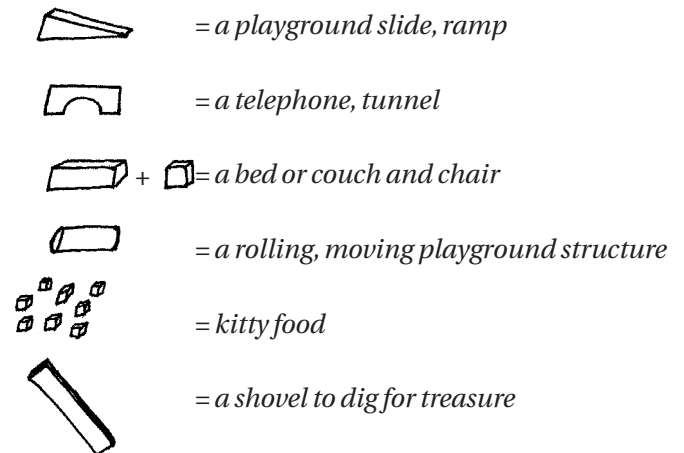 = a playground slide, ramp
= a telephone, tunnel
+ = a bed or couch and chair
= a rolling, moving playground structure
= kitty food
= a shovel to dig for treasure